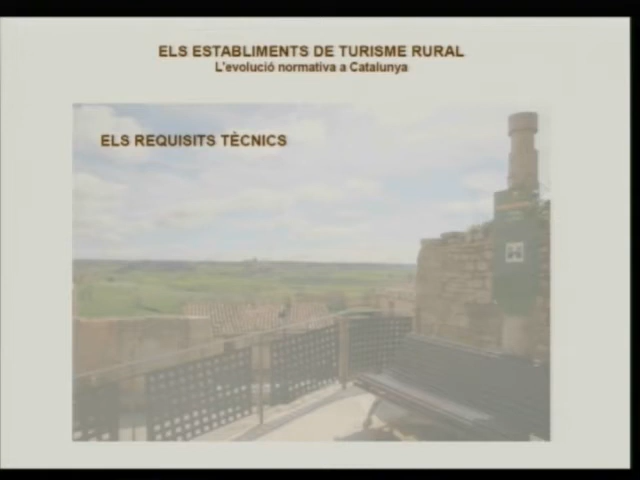 ELS ESTABLIMENTS DE TURISME RURAL
L'evolució normativa a Catalunya
ELS REQUISITS TÈCNICS